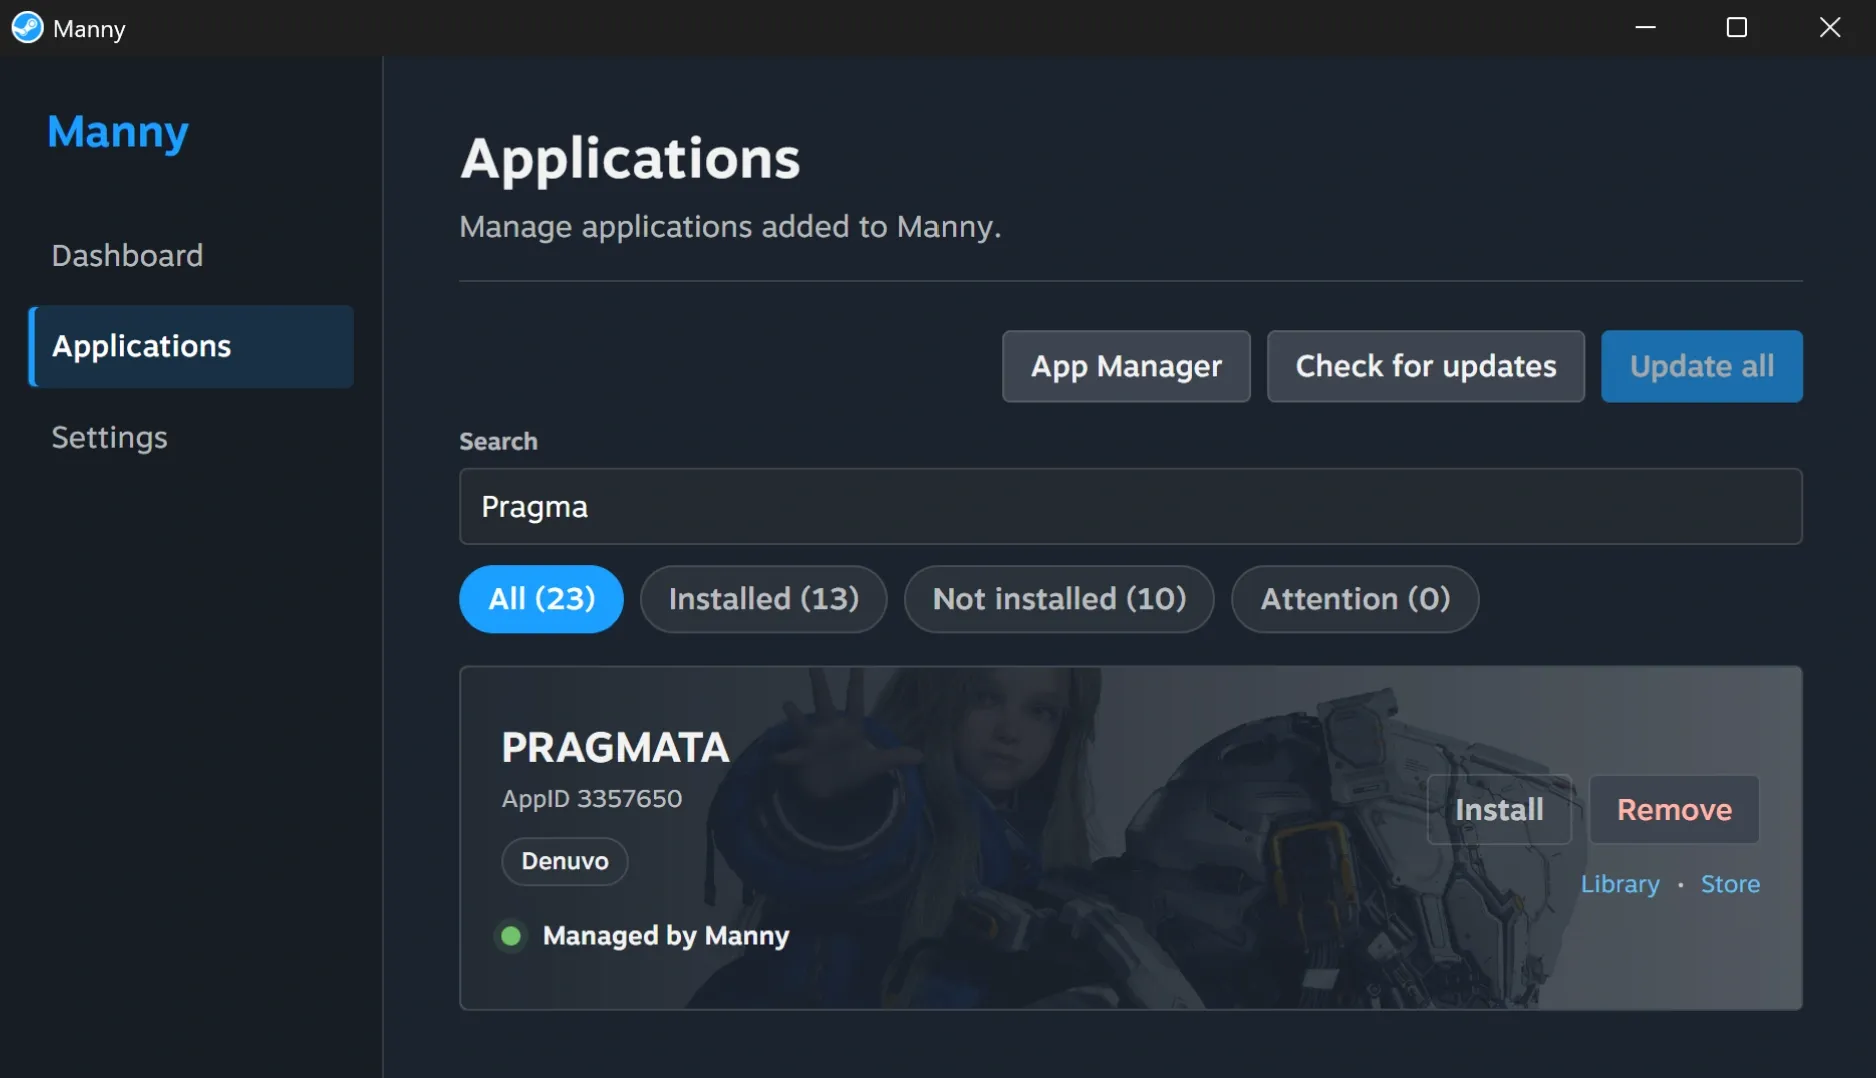 Manny
Manny
Dashboard
Applications
Settings
Applications
Manage applications added to Manny.
App Manager
Check for updates
Update all
Search
Pragma
All (23)
Installed (13)
Not installed (10)
Attention (0)
PRAGMATA
AppID 3357650
Denuvo
Managed by Manny
Install
Remove
Library · Store